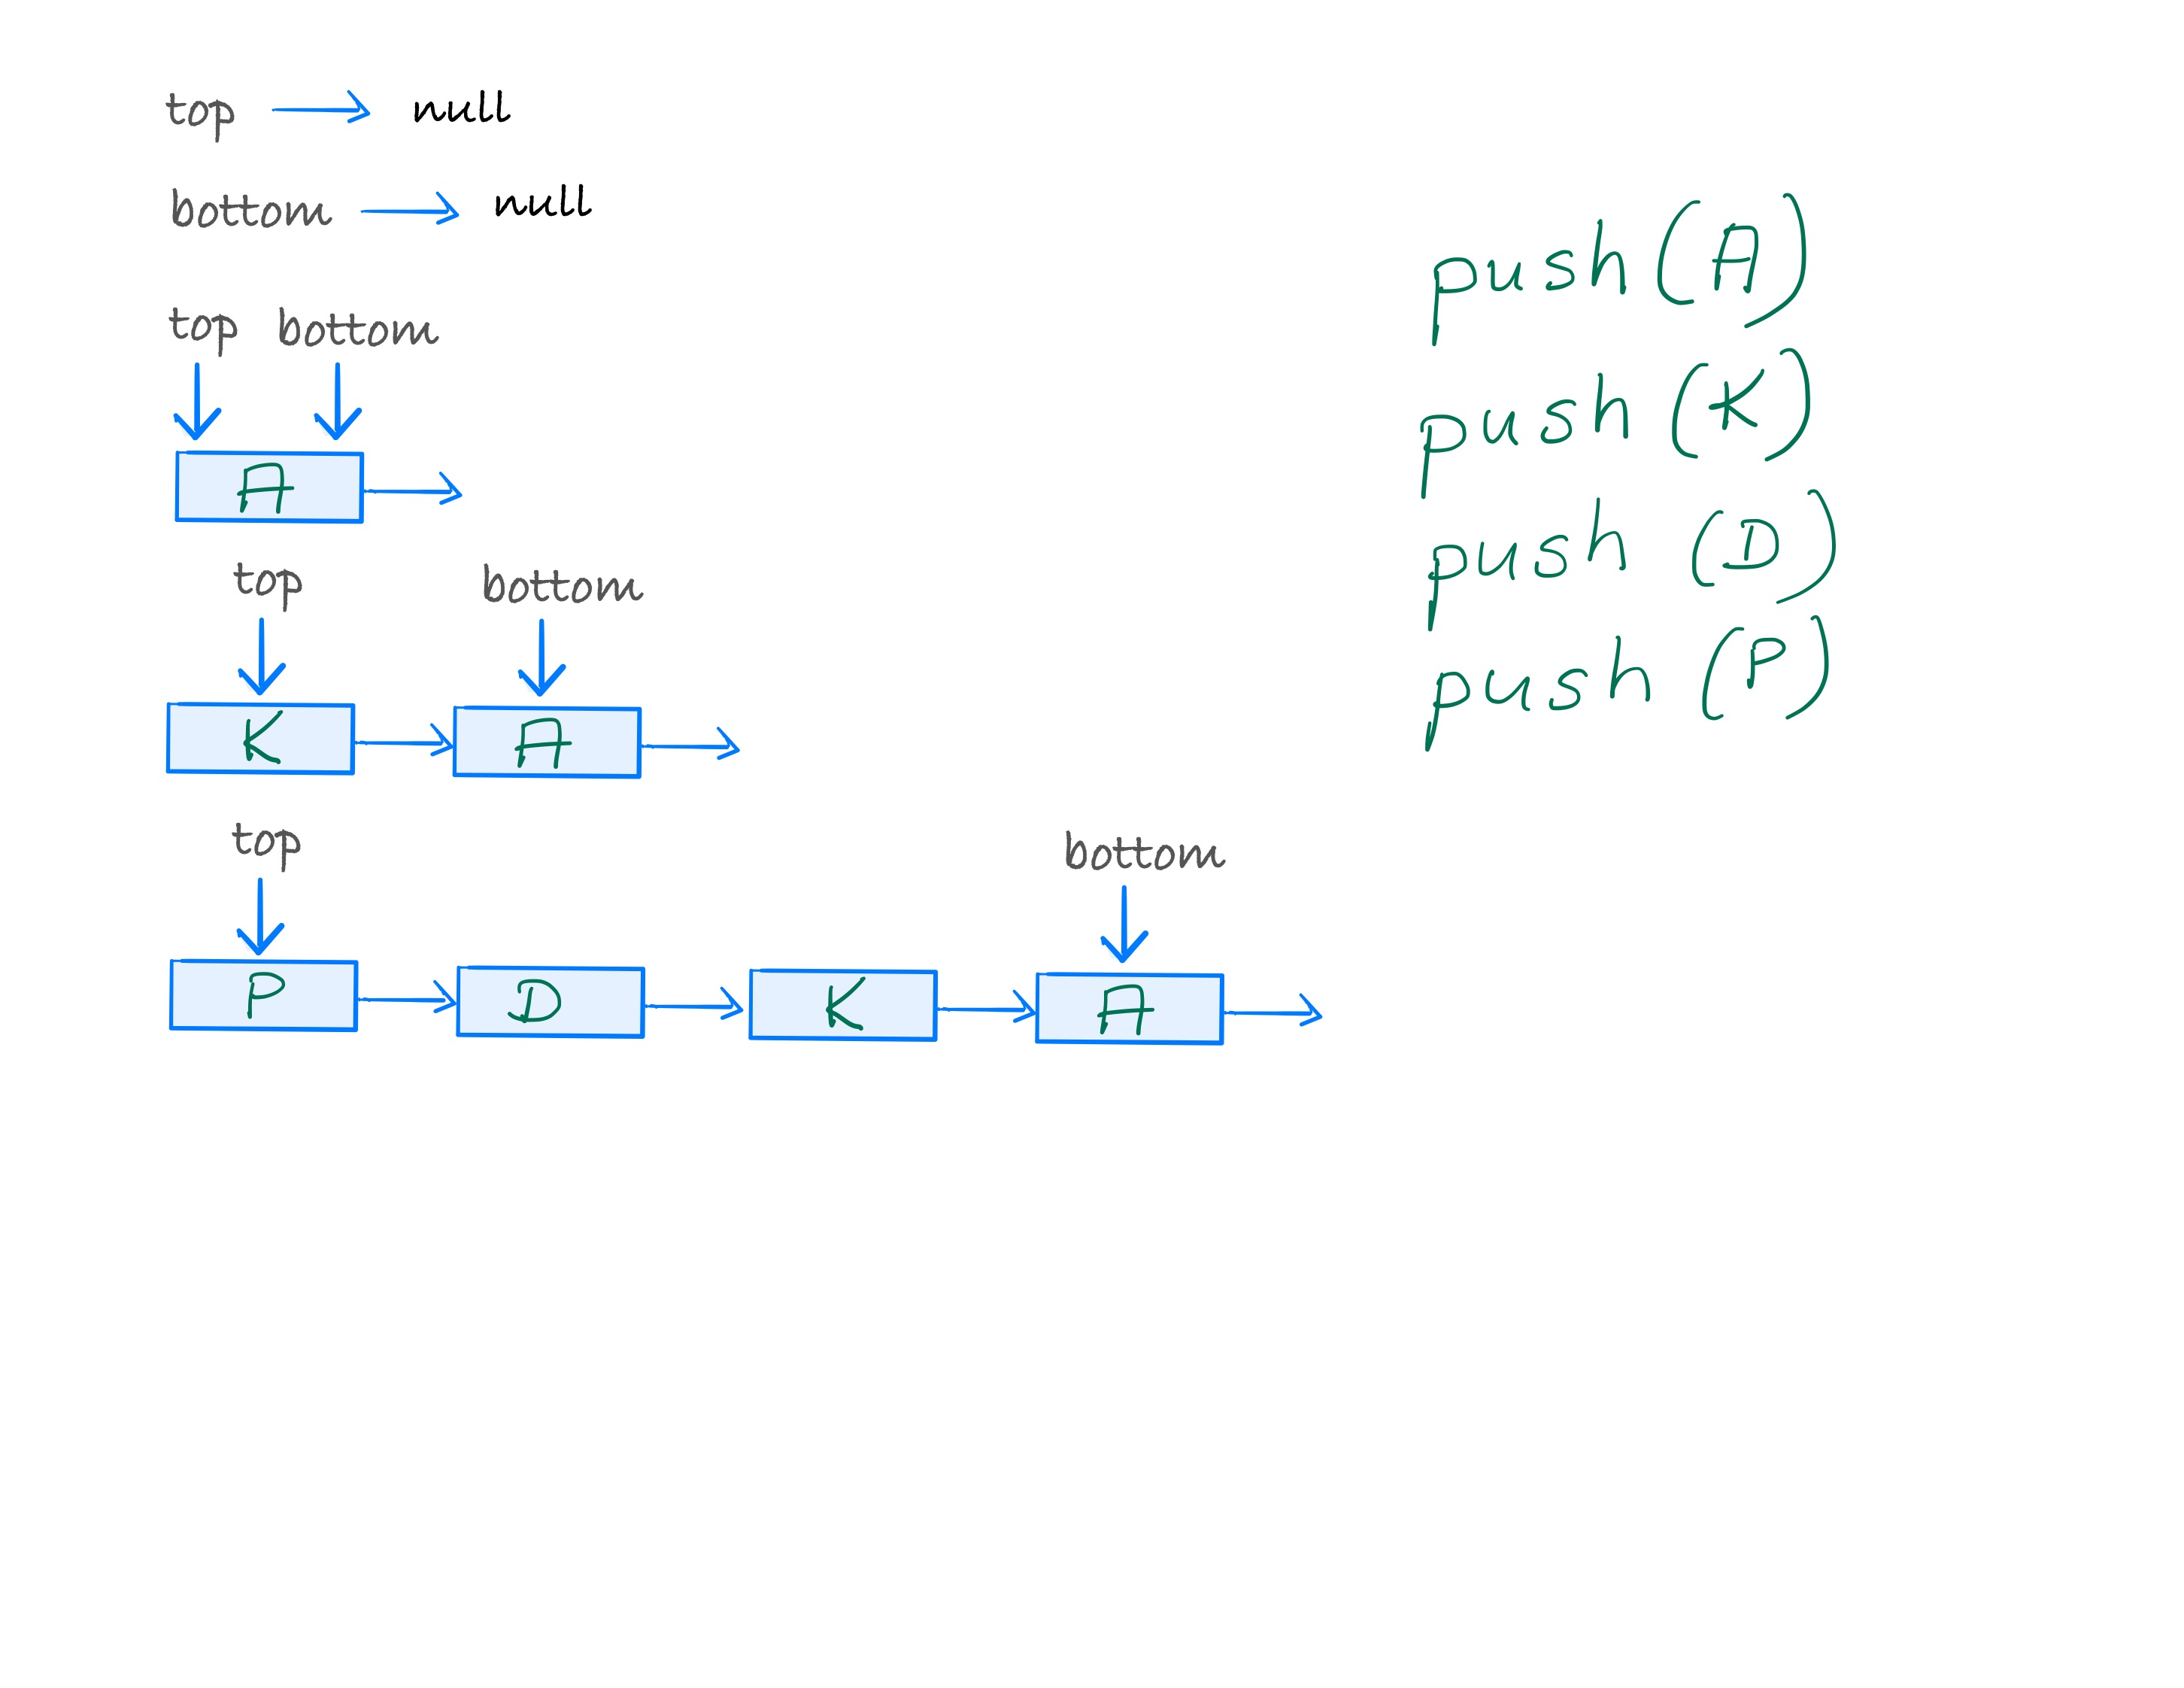 top null
bottom null
top bottom
A
top bottom
K A
top bottom
P D K A
push (A)
push (K)
push (D)
push (P)